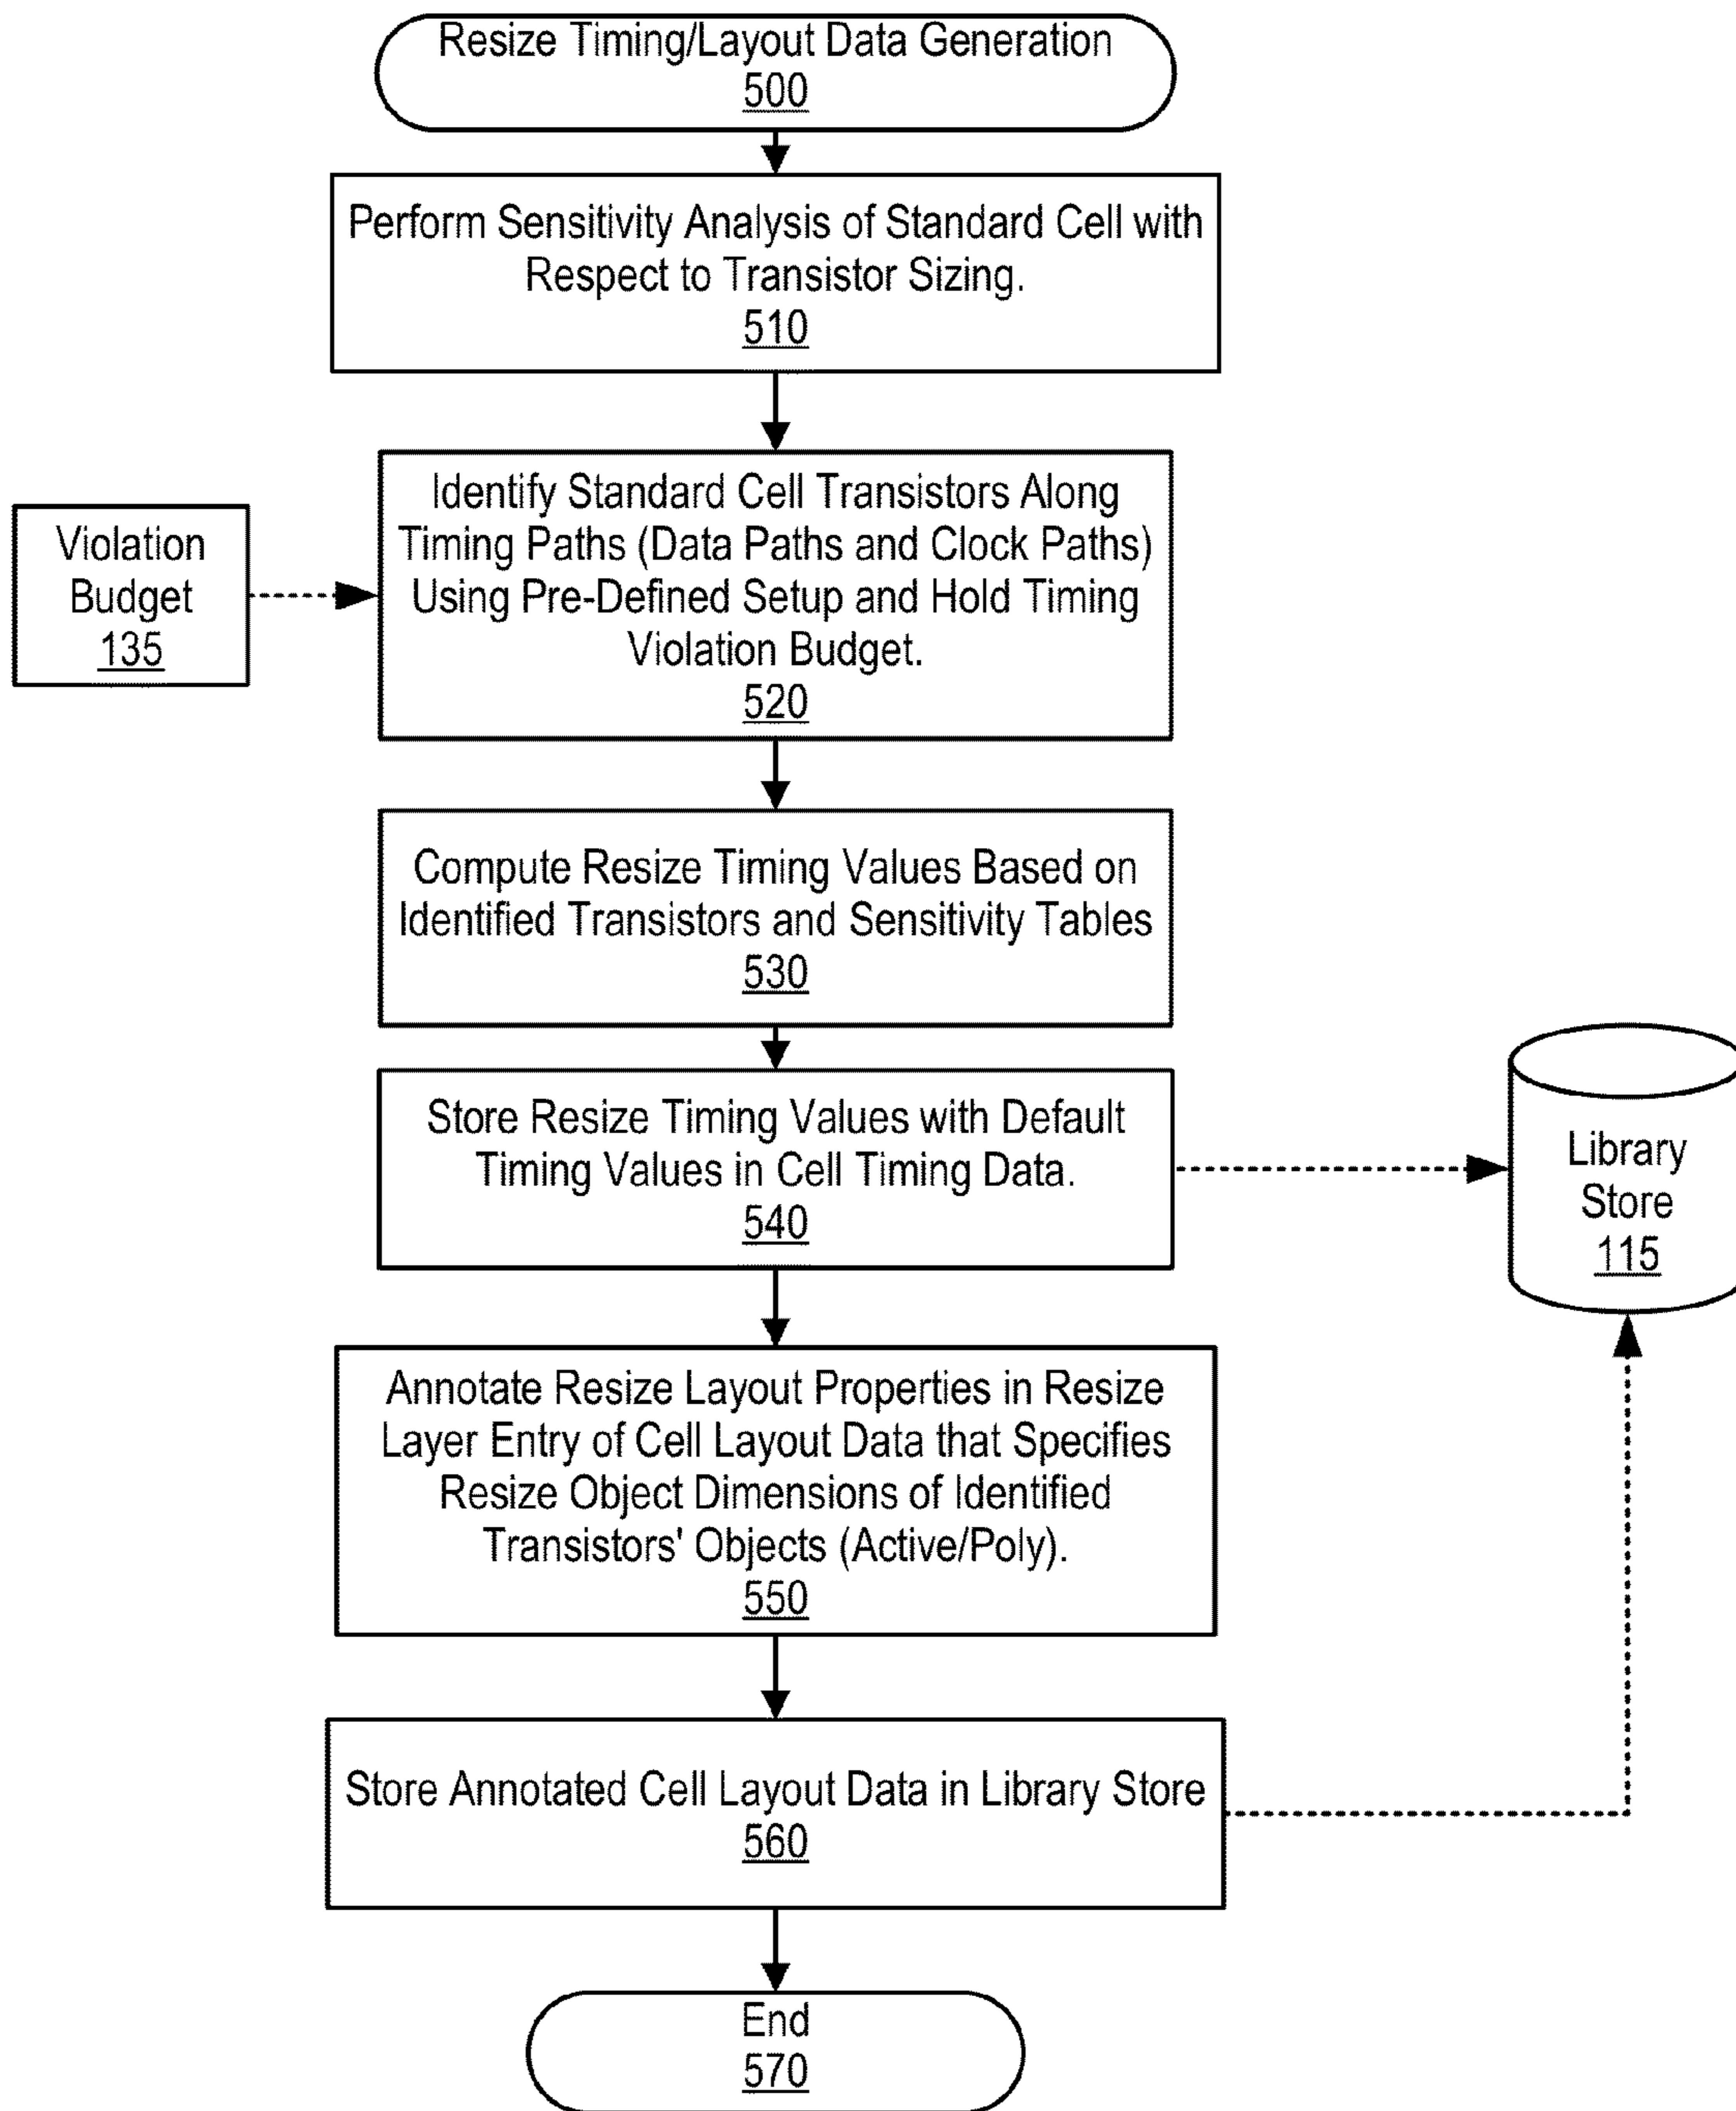 Resize Timing/Layout Data Generation
500
Perform Sensitivity Analysis of Standard Cell with
Respect to Transistor Sizing.
510
Violation
Budget
135
Identify Standard Cell Transistors Along
Timing Paths (Data Paths and Clock Paths)
Using Pre-Defined Setup and Hold Timing
Violation Budget.
520
Compute Resize Timing Values Based on
Identified Transistors and Sensitivity Tables
530
Store Resize Timing Values with Default
Timing Values in Cell Timing Data.
540
Library
Store
115
Annotate Resize Layout Properties in Resize
Layer Entry of Cell Layout Data that Specifies
Resize Object Dimensions of Identified
Transistors' Objects (Active/Poly).
550
Store Annotated Cell Layout Data in Library Store
560
End
570